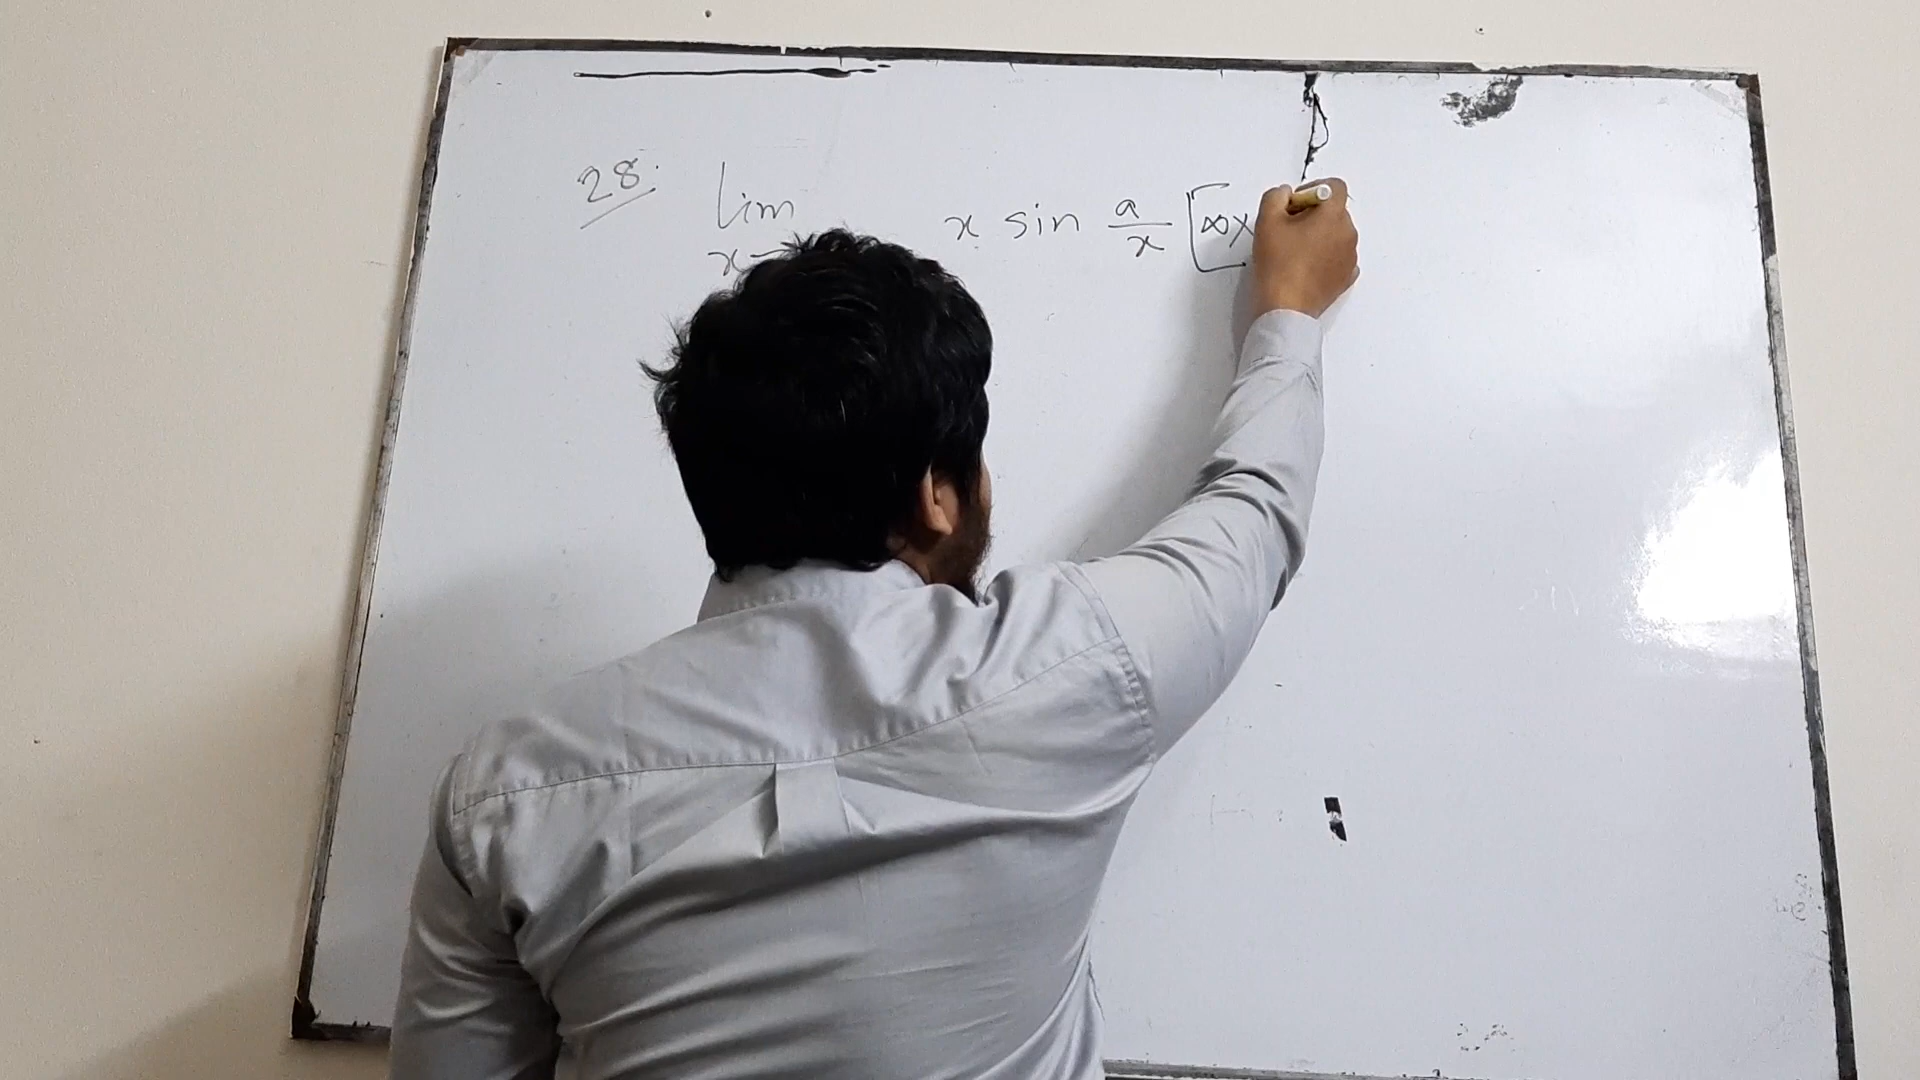 28. lim x sin a/x [∞x
x→